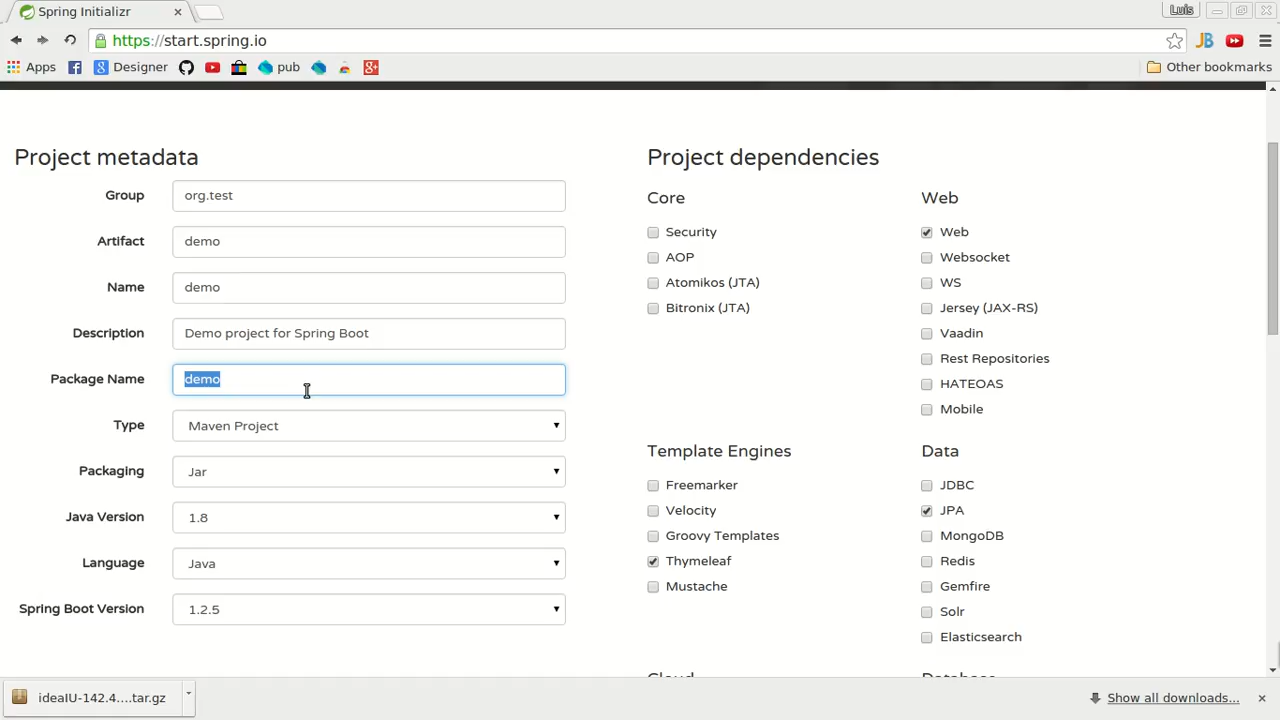 Spring Initializr
Luis
https://start.spring.io
Apps
Designer
pub
Other bookmarks
Project metadata
Group
org.test
Artifact
demo
Name
demo
Description
Demo project for Spring Boot
Package Name
demo
Type
Maven Project
Packaging
Jar
Java Version
1.8
Language
Java
Spring Boot Version
1.2.5
Project dependencies
Core
Security
AOP
Atomikos (JTA)
Bitronix (JTA)
Web
Web
Websocket
WS
Jersey (JAX-RS)
Vaadin
Rest Repositories
HATEOAS
Mobile
Template Engines
Freemarker
Velocity
Groovy Templates
Thymeleaf
Mustache
Data
JDBC
JPA
MongoDB
Redis
Gemfire
Solr
Elasticsearch
Cloud
Database
ideaIU-142.4....tar.gz
Show all downloads...